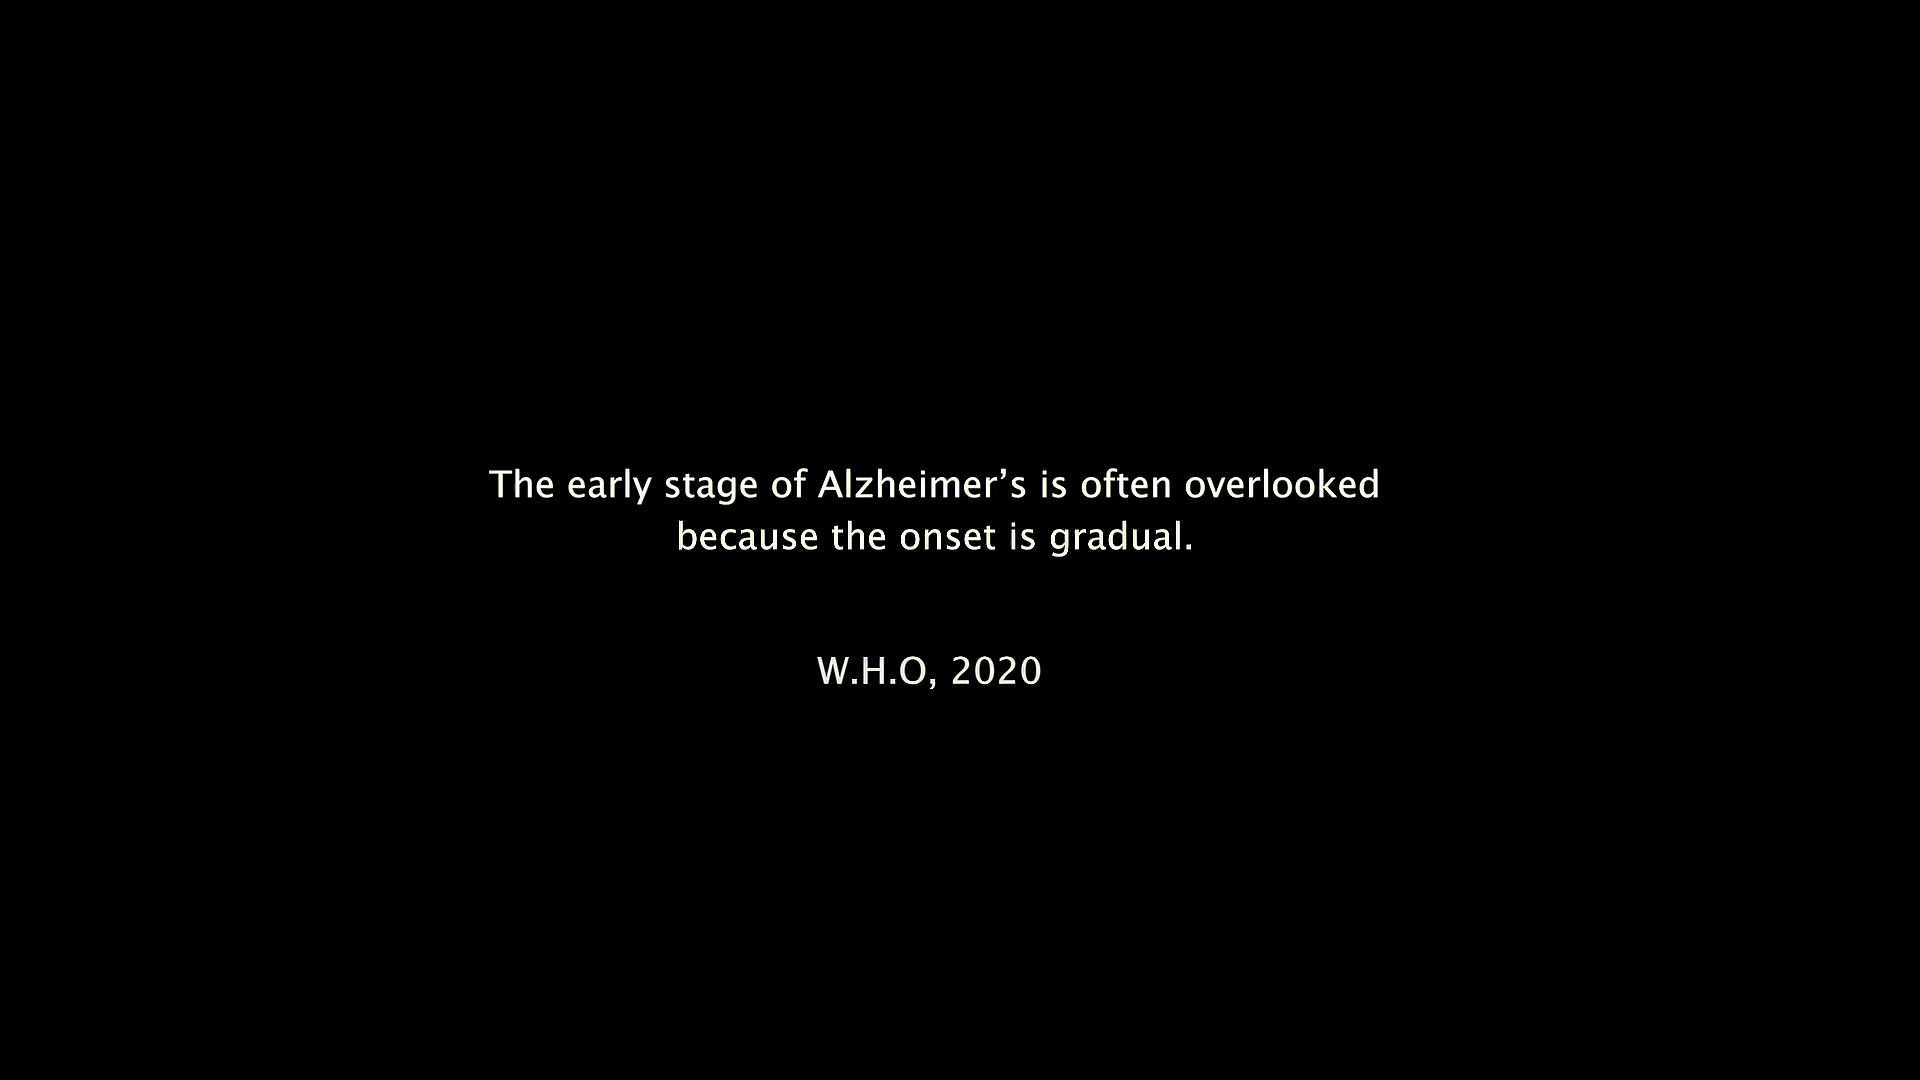 The early stage of Alzheimer’s is often overlooked
because the onset is gradual.
W.H.O, 2020